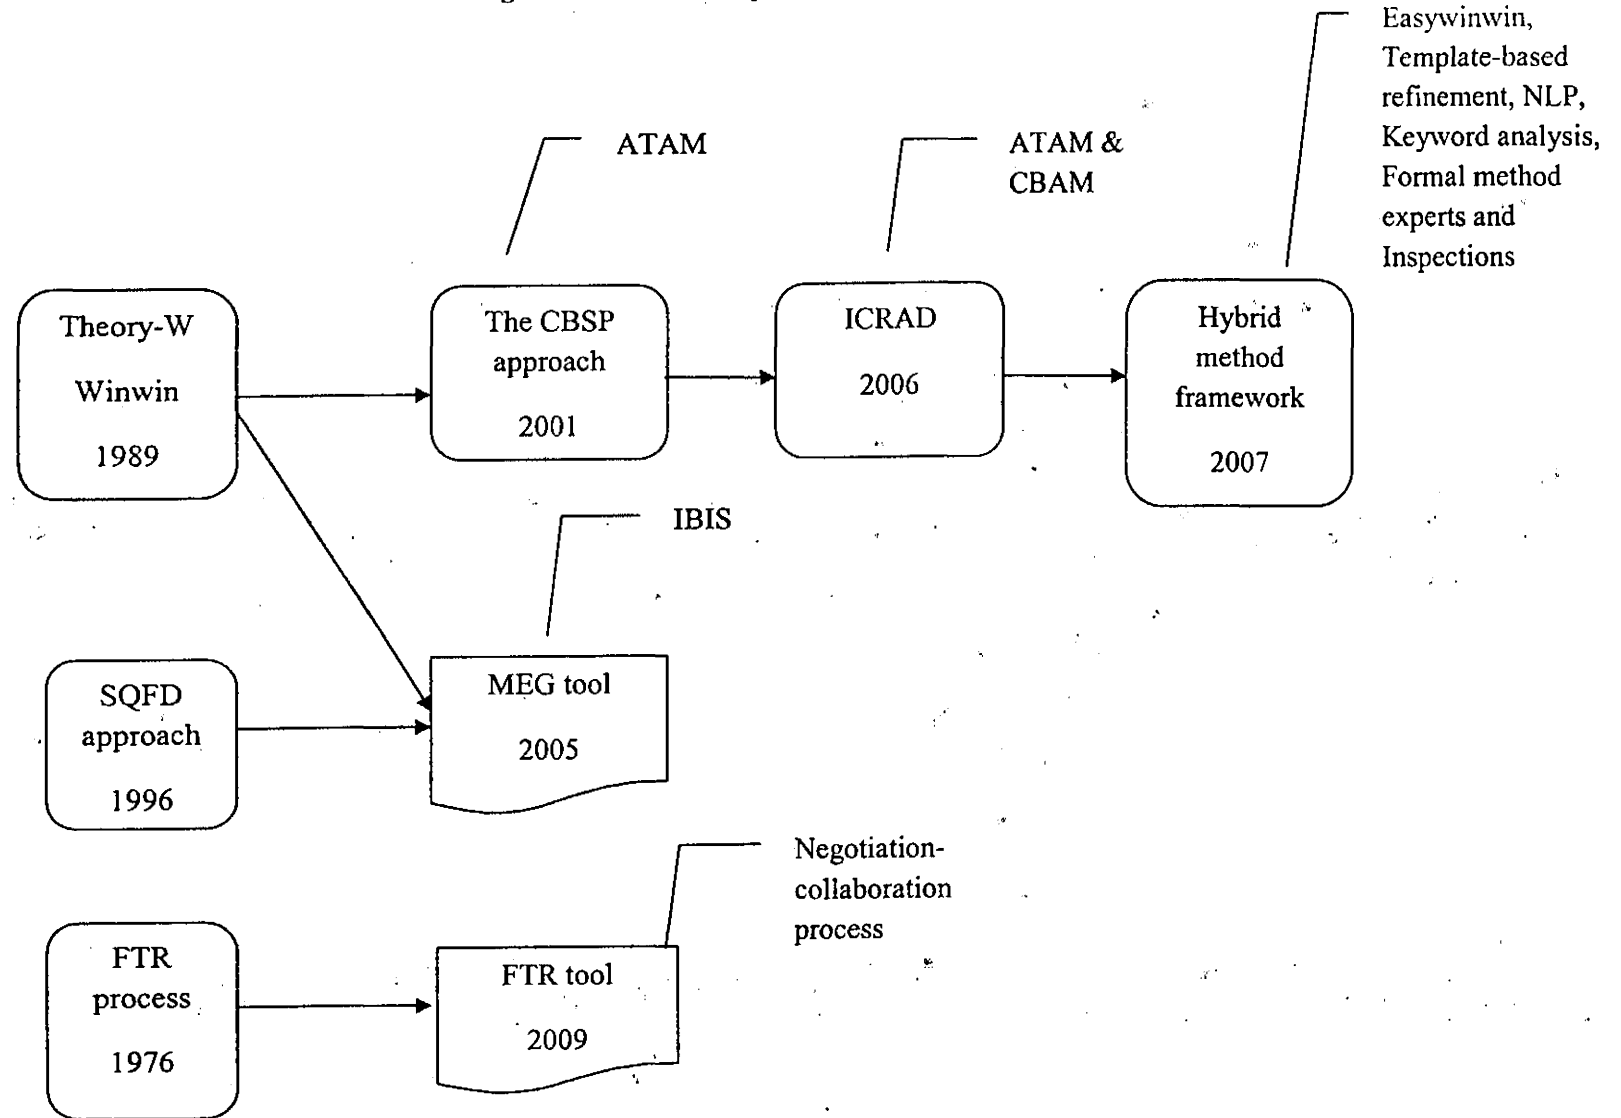 Easywinwin,
Template-based
refinement, NLP,
Keyword analysis,
Formal method
experts and
Inspections
ATAM
ATAM &
CBAM
Theory-W
Winwin
1989
The CBSP
approach
2001
ICRAD
2006
Hybrid
method
framework
2007
IBIS
SQFD
approach
1996
MEG tool
2005
Negotiation-
collaboration
process
FTR
process
1976
FTR tool
2009